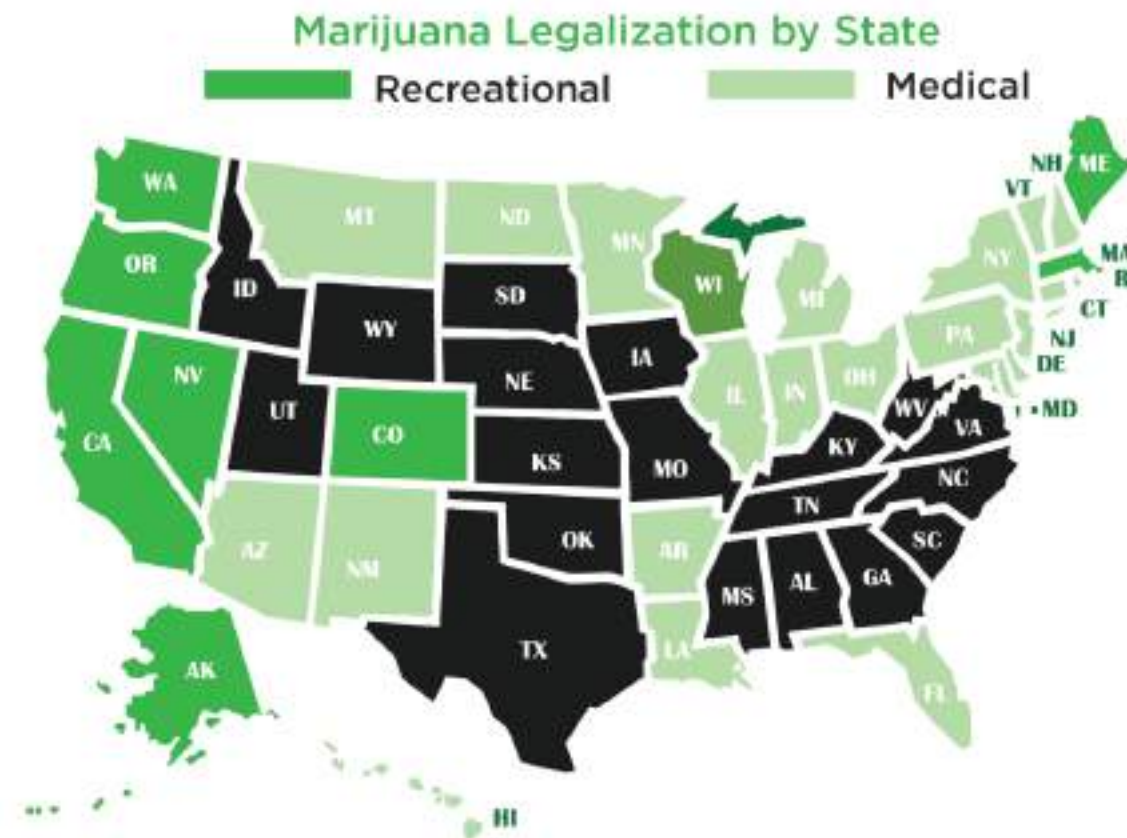 Marijuana Legalization by State
Recreational Medical
NH ME
WA VT
MT ND
MN NY
OR MA
ID SD WI MI R
WY CT
PA NJ
IA DE
NV NE OH
UT IL IN MD
CO WV
CA KS MO KY VA
NC
TN
AZ OK AR SC
NM
MS AL GA
TX LA
AK FL
HI